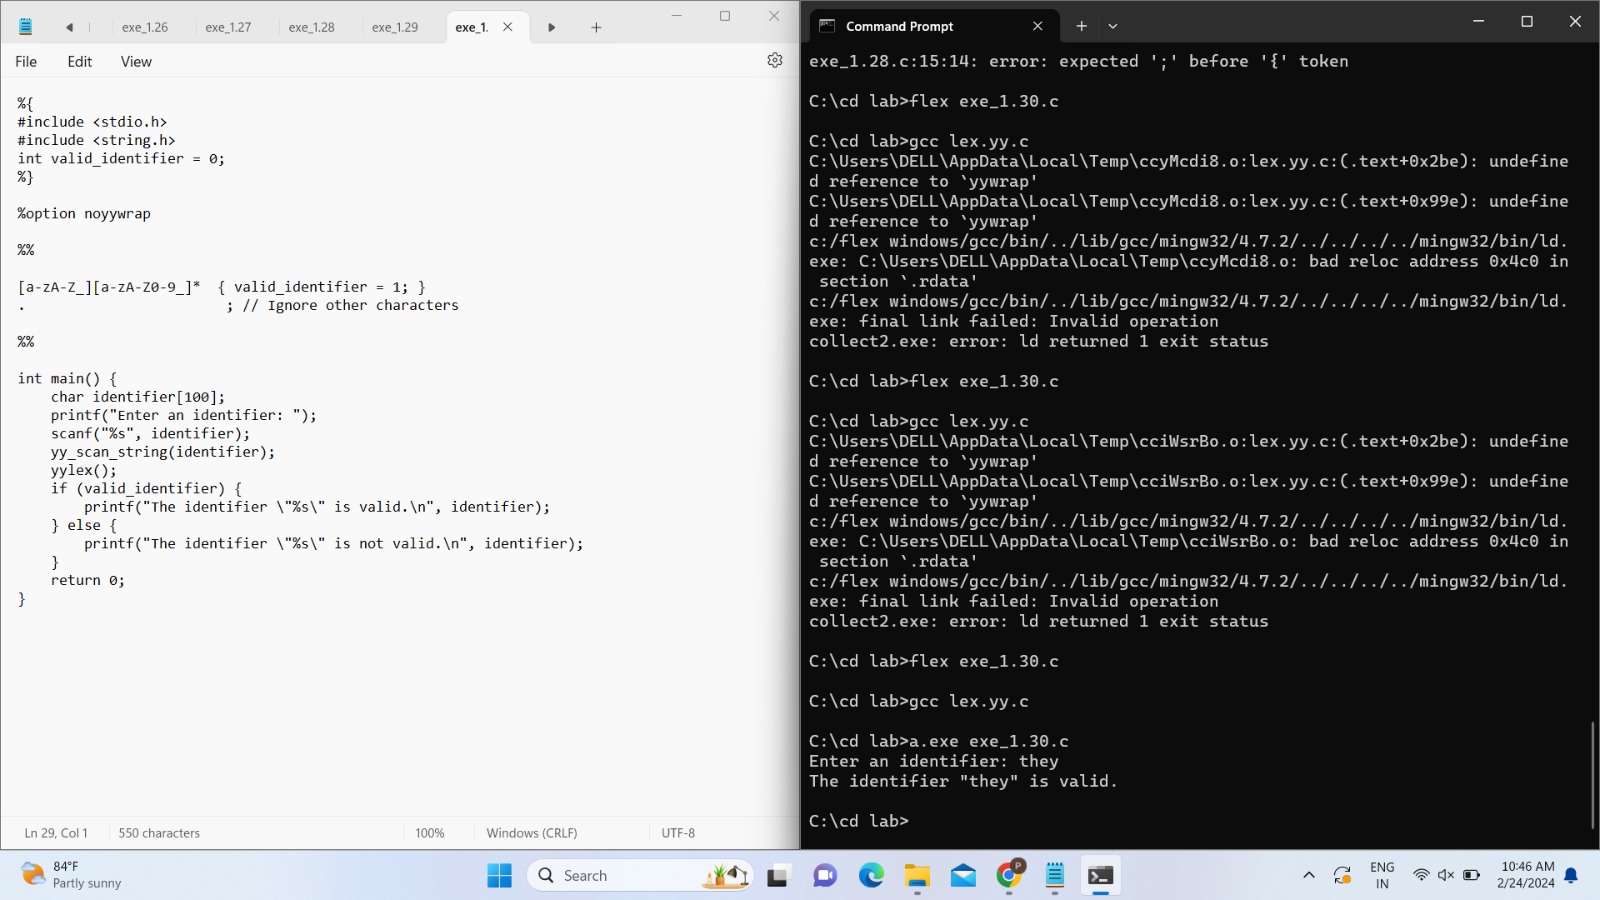 exe_1.26
exe_1.27
exe_1.28
exe_1.29
exe_1.
File
Edit
View
%{
#include <stdio.h>
#include <string.h>
int valid_identifier = 0;
%}
%option noyywrap
%%
[a-zA-Z_][a-zA-Z0-9_]*  { valid_identifier = 1; }
.                         ; // Ignore other characters
%%
int main() {
    char identifier[100];
    printf("Enter an identifier: ");
    scanf("%s", identifier);
    yy_scan_string(identifier);
    yylex();
    if (valid_identifier) {
        printf("The identifier \"%s\" is valid.\n", identifier);
    } else {
        printf("The identifier \"%s\" is not valid.\n", identifier);
    }
    return 0;
}
Ln 29, Col 1
550 characters
100%
Windows (CRLF)
UTF-8
Command Prompt
exe_1.28.c:15:14: error: expected ';' before '{' token
C:\cd lab>flex exe_1.30.c
C:\cd lab>gcc lex.yy.c
C:\Users\DELL\AppData\Local\Temp\ccyMcdi8.o:lex.yy.c:(.text+0x2be): undefine
d reference to `yywrap'
C:\Users\DELL\AppData\Local\Temp\ccyMcdi8.o:lex.yy.c:(.text+0x99e): undefine
d reference to `yywrap'
c:/flex windows/gcc/bin/../lib/gcc/mingw32/4.7.2/../../../../mingw32/bin/ld.
exe: C:\Users\DELL\AppData\Local\Temp\ccyMcdi8.o: bad reloc address 0x4c0 in
 section `.rdata'
c:/flex windows/gcc/bin/../lib/gcc/mingw32/4.7.2/../../../../mingw32/bin/ld.
exe: final link failed: Invalid operation
collect2.exe: error: ld returned 1 exit status
C:\cd lab>flex exe_1.30.c
C:\cd lab>gcc lex.yy.c
C:\Users\DELL\AppData\Local\Temp\cciWsrBo.o:lex.yy.c:(.text+0x2be): undefine
d reference to `yywrap'
C:\Users\DELL\AppData\Local\Temp\cciWsrBo.o:lex.yy.c:(.text+0x99e): undefine
d reference to `yywrap'
c:/flex windows/gcc/bin/../lib/gcc/mingw32/4.7.2/../../../../mingw32/bin/ld.
exe: C:\Users\DELL\AppData\Local\Temp\cciWsrBo.o: bad reloc address 0x4c0 in
 section `.rdata'
c:/flex windows/gcc/bin/../lib/gcc/mingw32/4.7.2/../../../../mingw32/bin/ld.
exe: final link failed: Invalid operation
collect2.exe: error: ld returned 1 exit status
C:\cd lab>flex exe_1.30.c
C:\cd lab>gcc lex.yy.c
C:\cd lab>a.exe exe_1.30.c
Enter an identifier: they
The identifier "they" is valid.
C:\cd lab>
84°F
Partly sunny
Search
P
ENG
IN
10:46 AM
2/24/2024